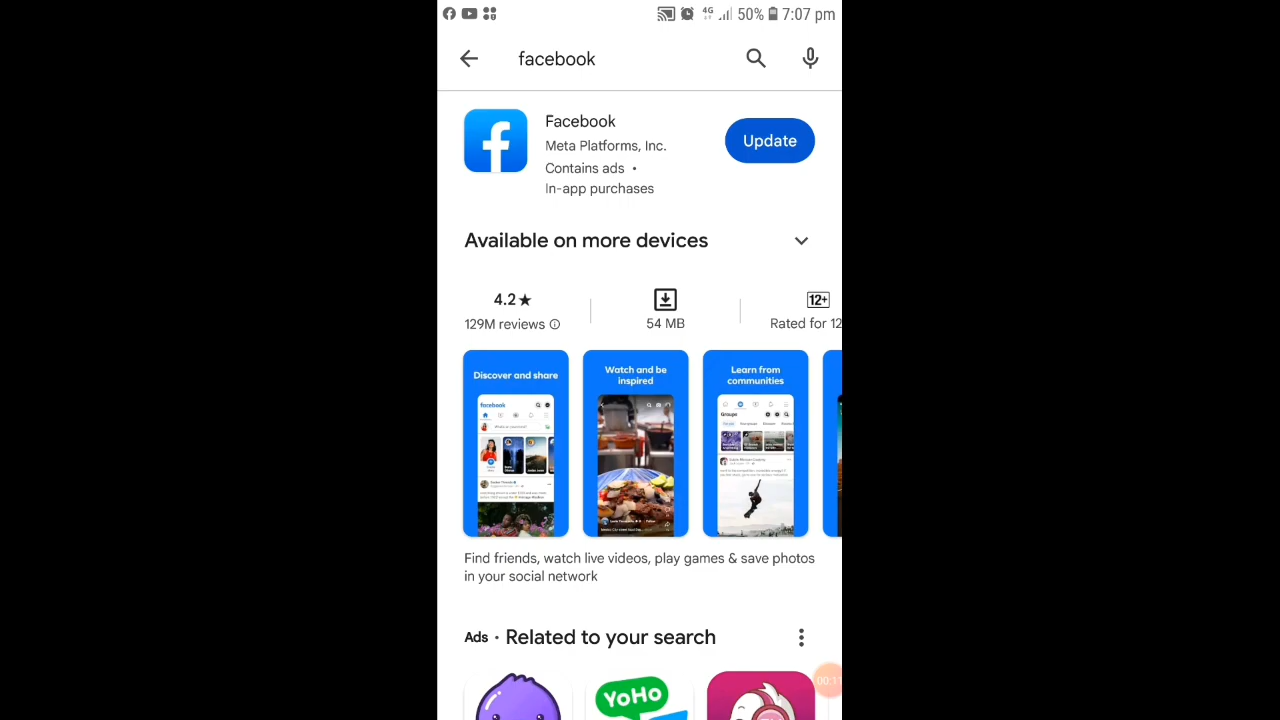 4G 50% 7:07 pm
facebook
Facebook
Meta Platforms, Inc.
Contains ads •
In-app purchases
Update
Available on more devices
4.2★
129M reviews
54 MB
12+
Rated for 12
Discover and share
facebook
Watch and be
inspired
Learn from
communities
Groups
Find friends, watch live videos, play games & save photos
in your social network
Ads · Related to your search
YoHo